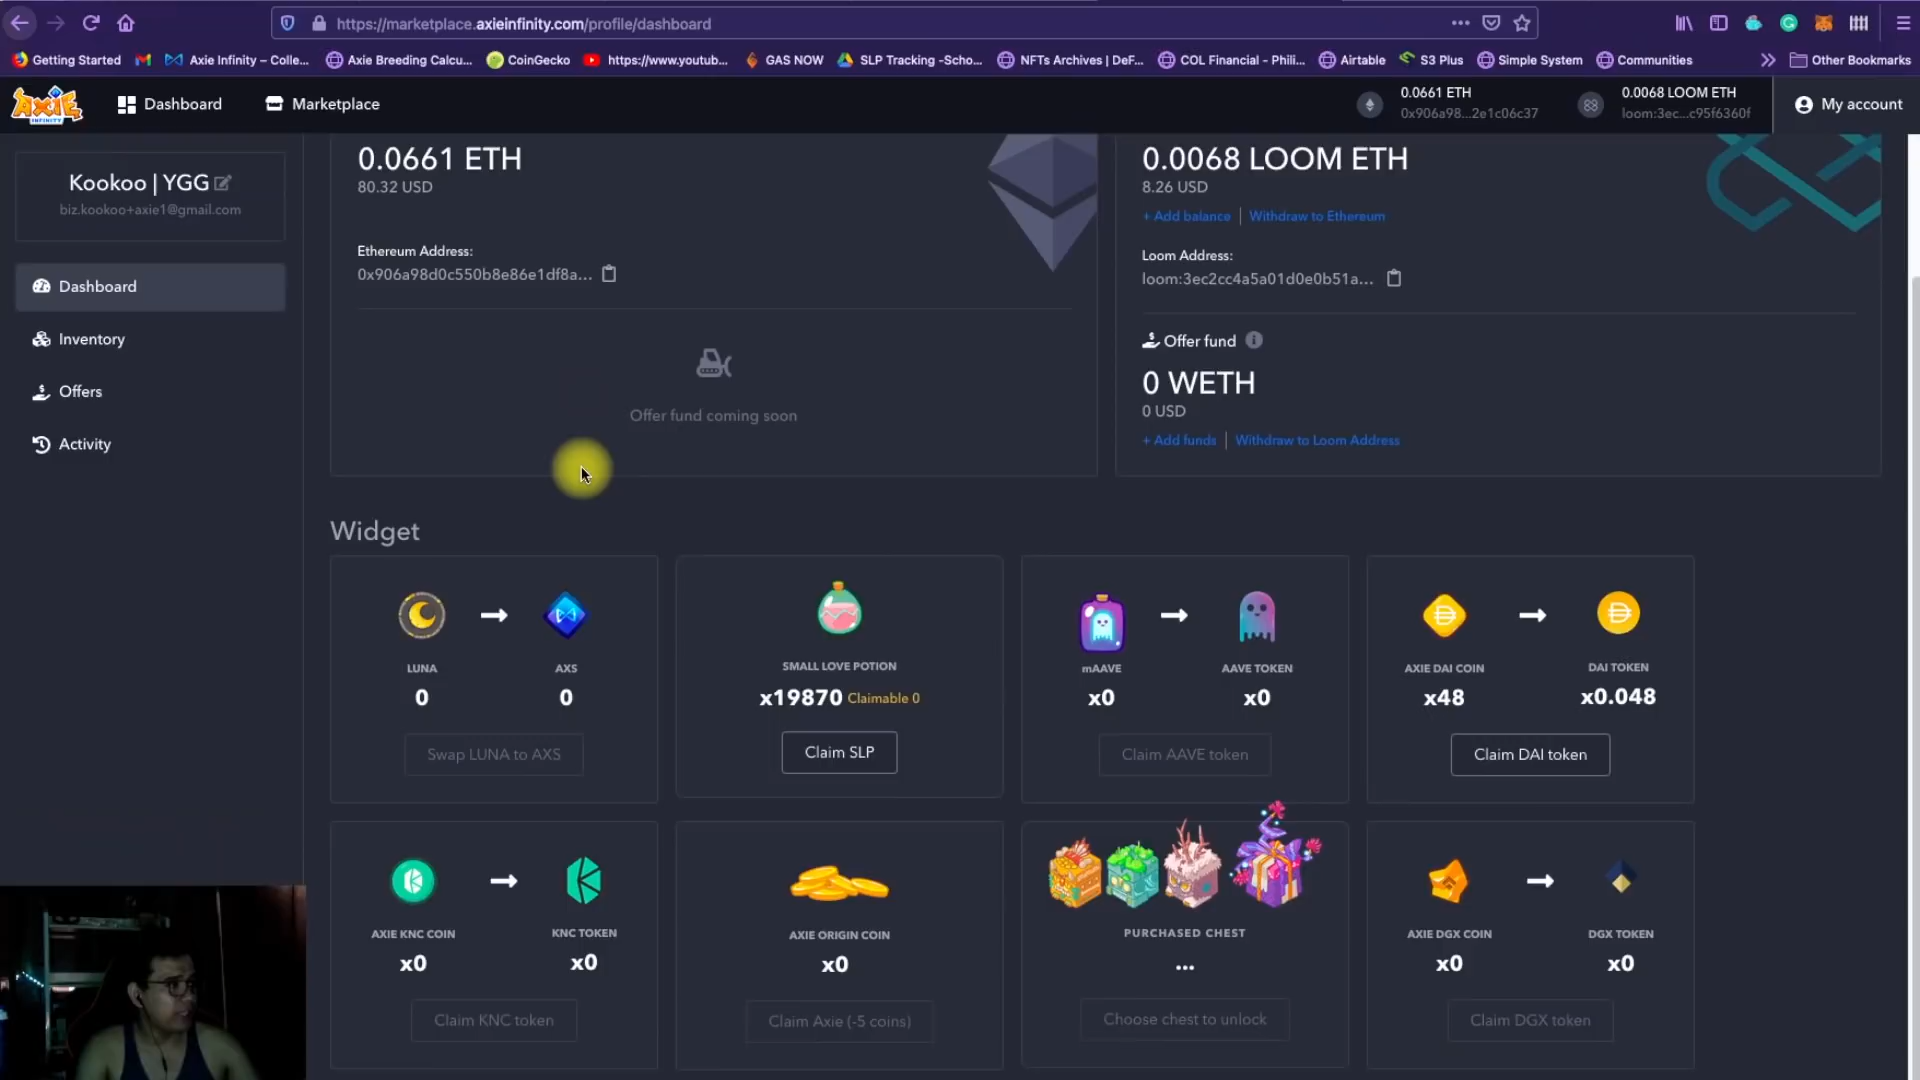 https://marketplace.axieinfinity.com/profile/dashboard
Getting Started
Axie Infinity – Colle...
Axie Breeding Calcu...
CoinGecko
https://www.youtub...
GAS NOW
SLP Tracking -Scho...
NFTs Archives | DeF...
COL Financial - Phili...
Airtable
S3 Plus
Simple System
Communities
Other Bookmarks
AXIE INFINITY
Dashboard
Marketplace
0.0661 ETH
0x906a98...2e1c06c37
0.0068 LOOM ETH
loom:3ec...c95f6360f
My account
Kookoo | YGG
biz.kookoo+axie1@gmail.com
Dashboard
Inventory
Offers
Activity
0.0661 ETH
80.32 USD
Ethereum Address:
0x906a98d0c550b8e86e1df8a...
Offer fund coming soon
0.0068 LOOM ETH
8.26 USD
+ Add balance | Withdraw to Ethereum
Loom Address:
loom:3ec2cc4a5a01d0e0b51a...
Offer fund
0 WETH
0 USD
+ Add funds | Withdraw to Loom Address
Widget
LUNA
0
AXS
0
Swap LUNA to AXS
SMALL LOVE POTION
x19870 Claimable 0
Claim SLP
mAAVE
x0
AAVE TOKEN
x0
Claim AAVE token
AXIE DAI COIN
x48
DAI TOKEN
x0.048
Claim DAI token
AXIE KNC COIN
x0
KNC TOKEN
x0
Claim KNC token
AXIE ORIGIN COIN
x0
Claim Axie (-5 coins)
PURCHASED CHEST
...
Choose chest to unlock
AXIE DGX COIN
x0
DGX TOKEN
x0
Claim DGX token